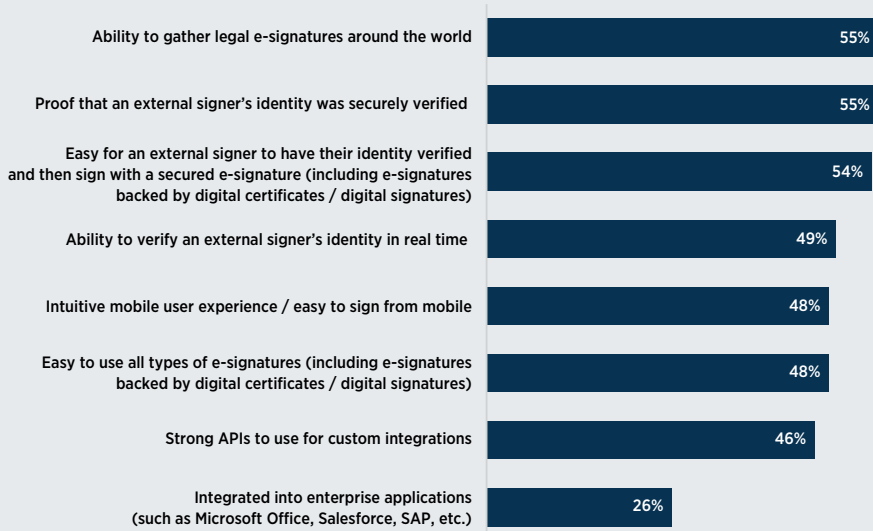 Ability to gather legal e-signatures around the world 55%
Proof that an external signer’s identity was securely verified 55%
Easy for an external signer to have their identity verified
and then sign with a secured e-signature (including e-signatures
backed by digital certificates / digital signatures) 54%
Ability to verify an external signer’s identity in real time 49%
Intuitive mobile user experience / easy to sign from mobile 48%
Easy to use all types of e-signatures (including e-signatures
backed by digital certificates / digital signatures) 48%
Strong APIs to use for custom integrations 46%
Integrated into enterprise applications
(such as Microsoft Office, Salesforce, SAP, etc.) 26%